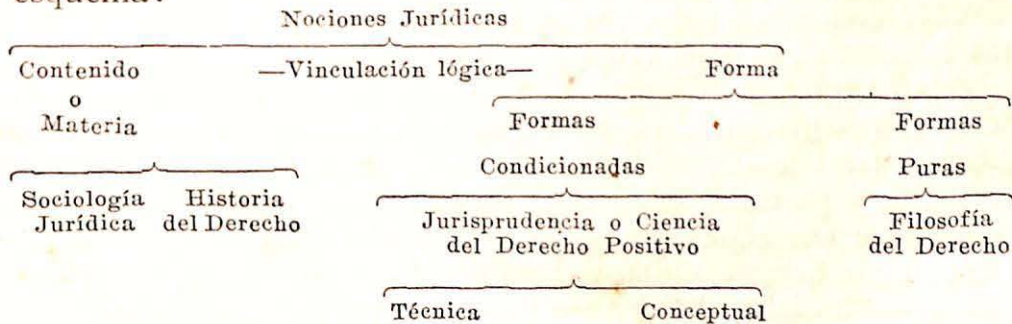 esquema:
Nociones Jurídicas
Contenido —Vinculación lógica— Forma
o
Materia
Formas Formas
Condicionadas Puras
Sociología Historia
Jurídica del Derecho
Jurisprudencia o Ciencia Filosofía
del Derecho Positivo del Derecho
Técnica Conceptual